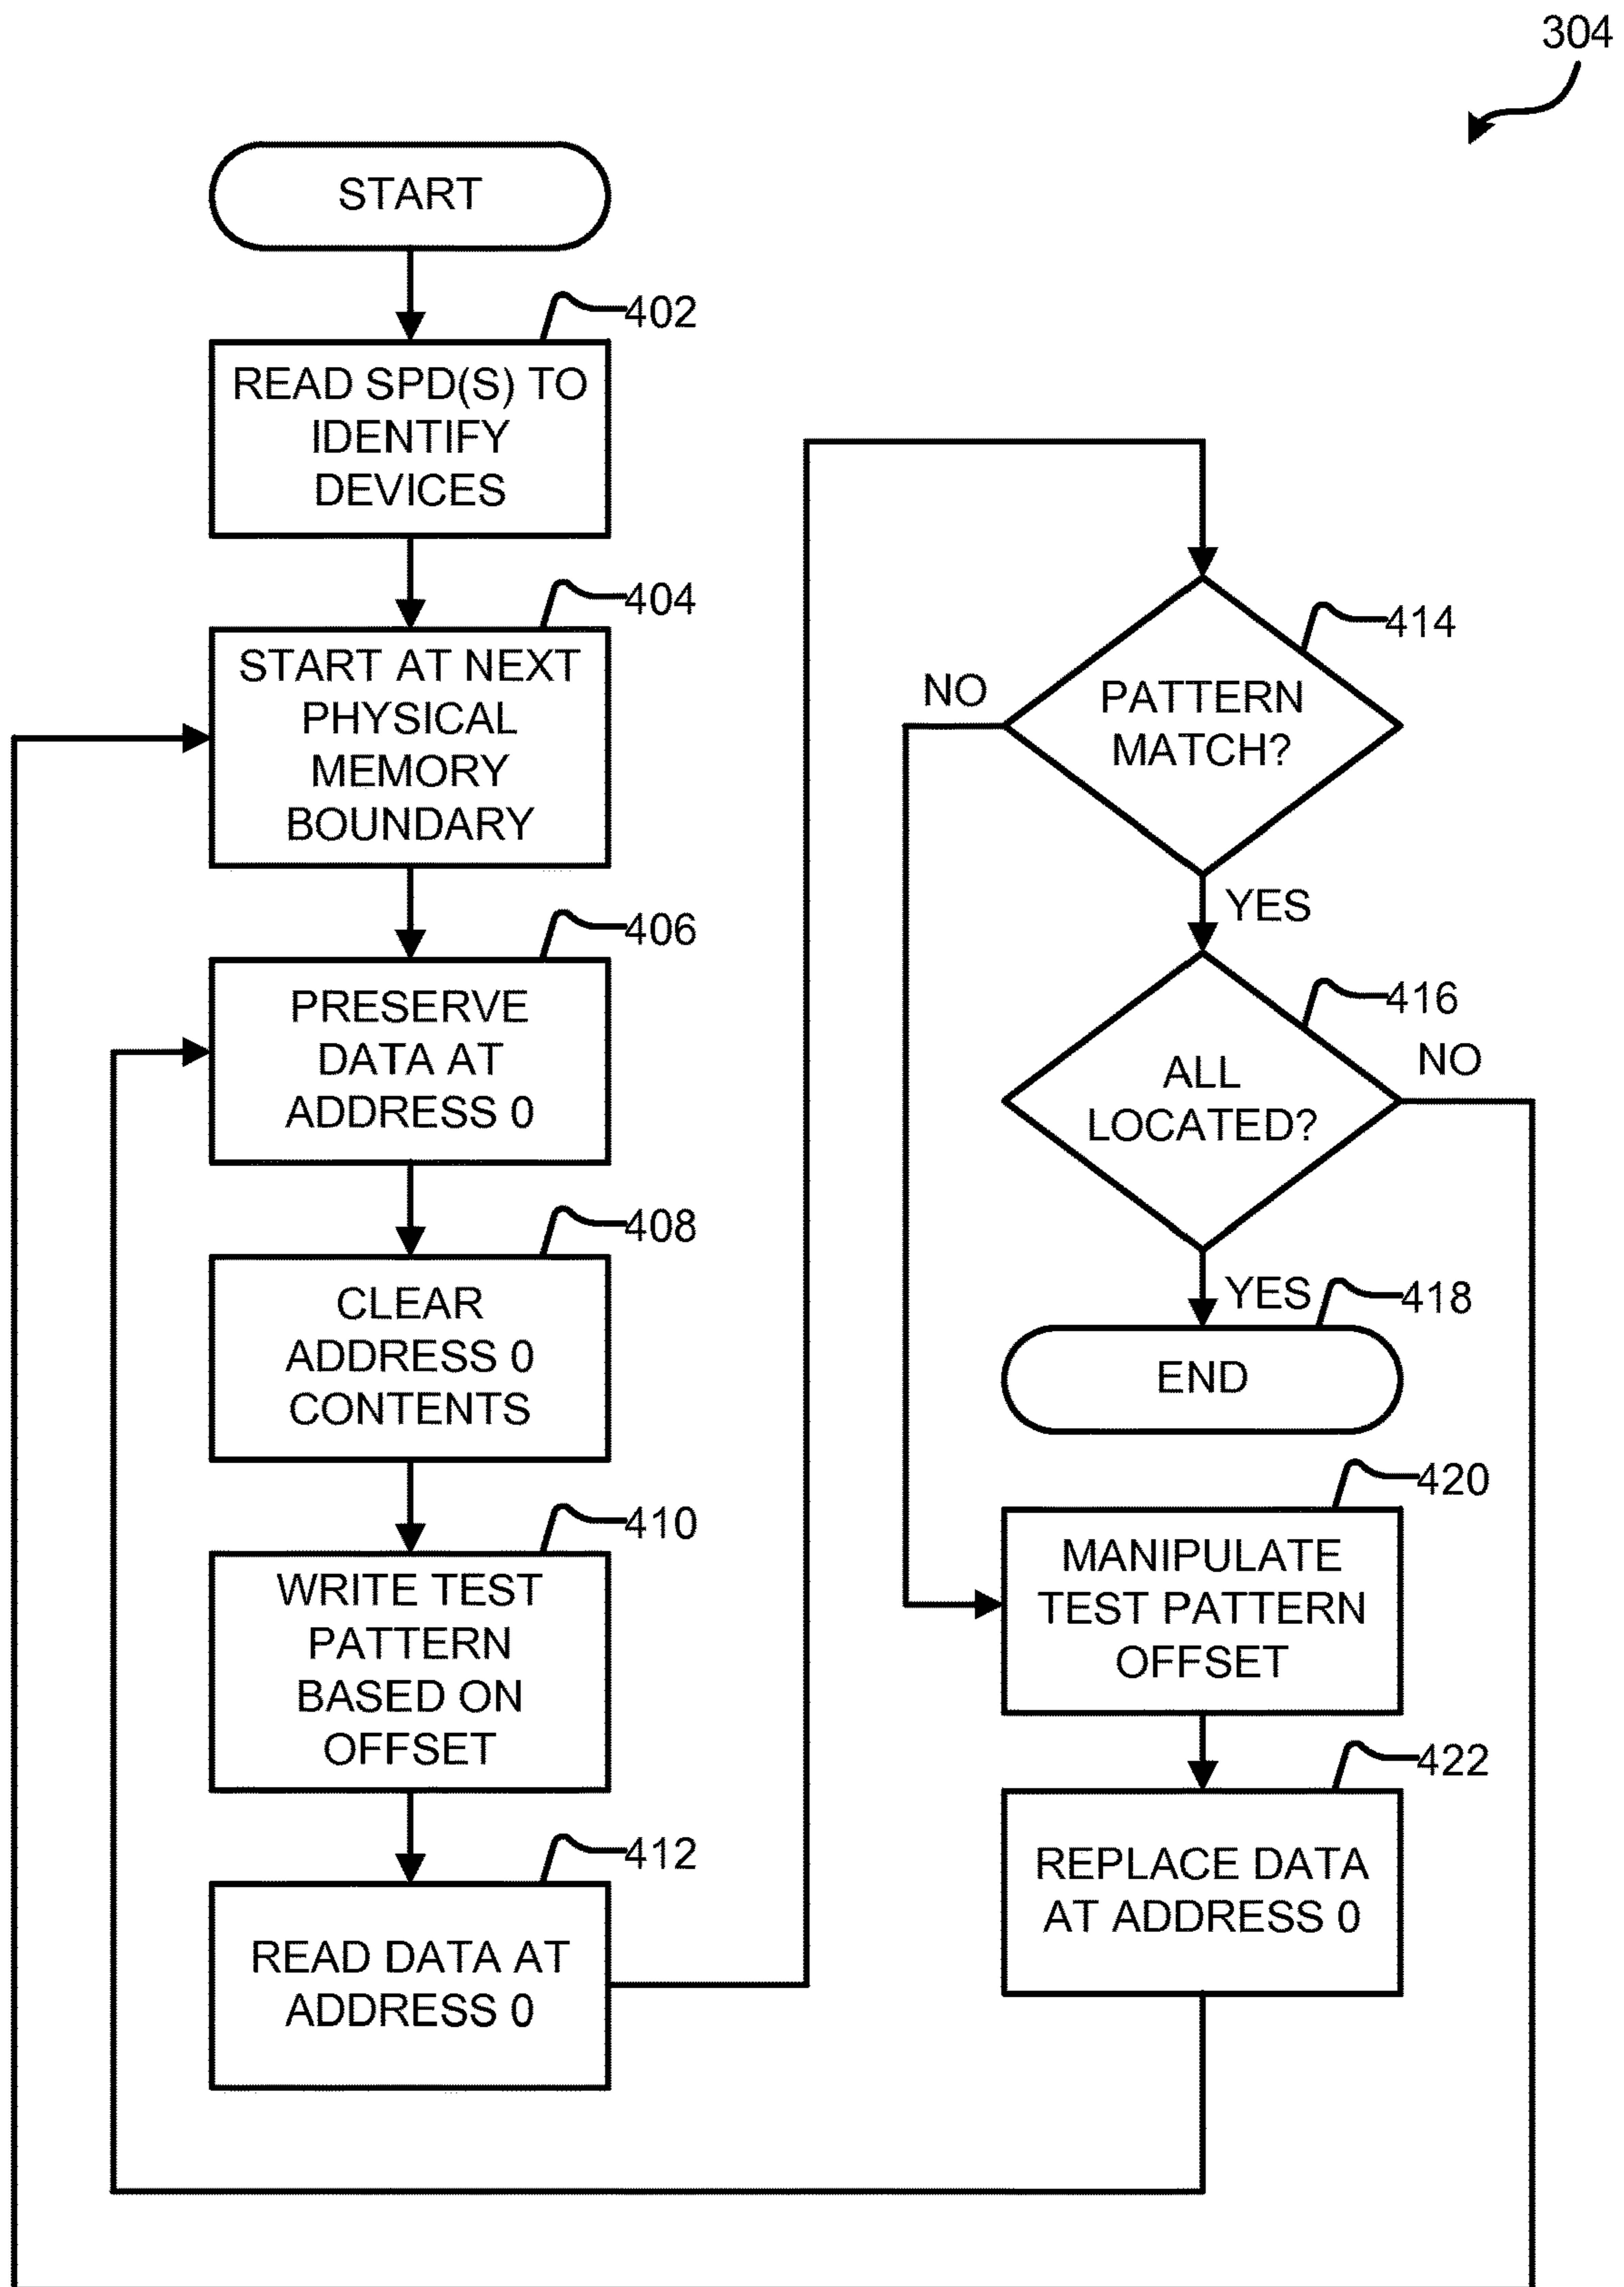 304
START
402
READ SPD(S) TO
IDENTIFY
DEVICES
404
START AT NEXT
PHYSICAL
MEMORY
BOUNDARY
406
PRESERVE
DATA AT
ADDRESS 0
408
CLEAR
ADDRESS 0
CONTENTS
410
WRITE TEST
PATTERN
BASED ON
OFFSET
412
READ DATA AT
ADDRESS 0
414
NO
PATTERN
MATCH?
YES
416
NO
ALL
LOCATED?
YES
418
END
420
MANIPULATE
TEST PATTERN
OFFSET
422
REPLACE DATA
AT ADDRESS 0